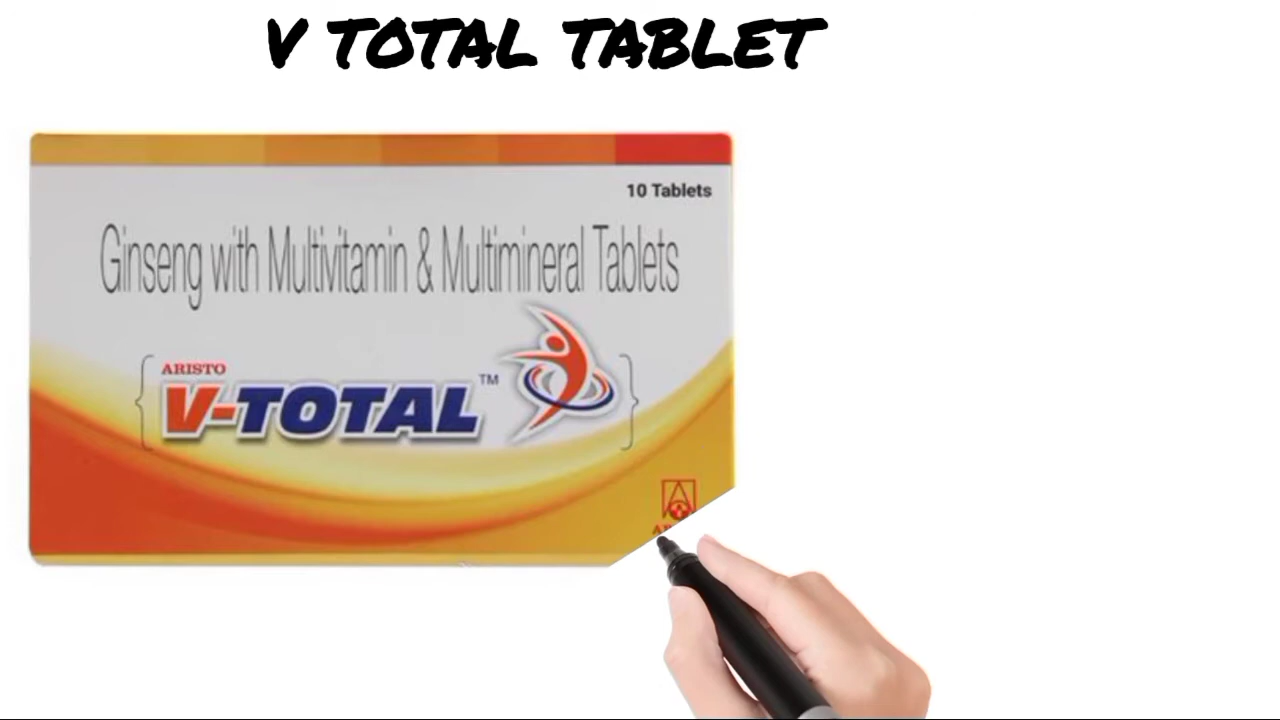 V TOTAL TABLET
10 Tablets
Ginseng with Multivitamin & Multimineral Tablets
ARISTO
V-TOTAL™